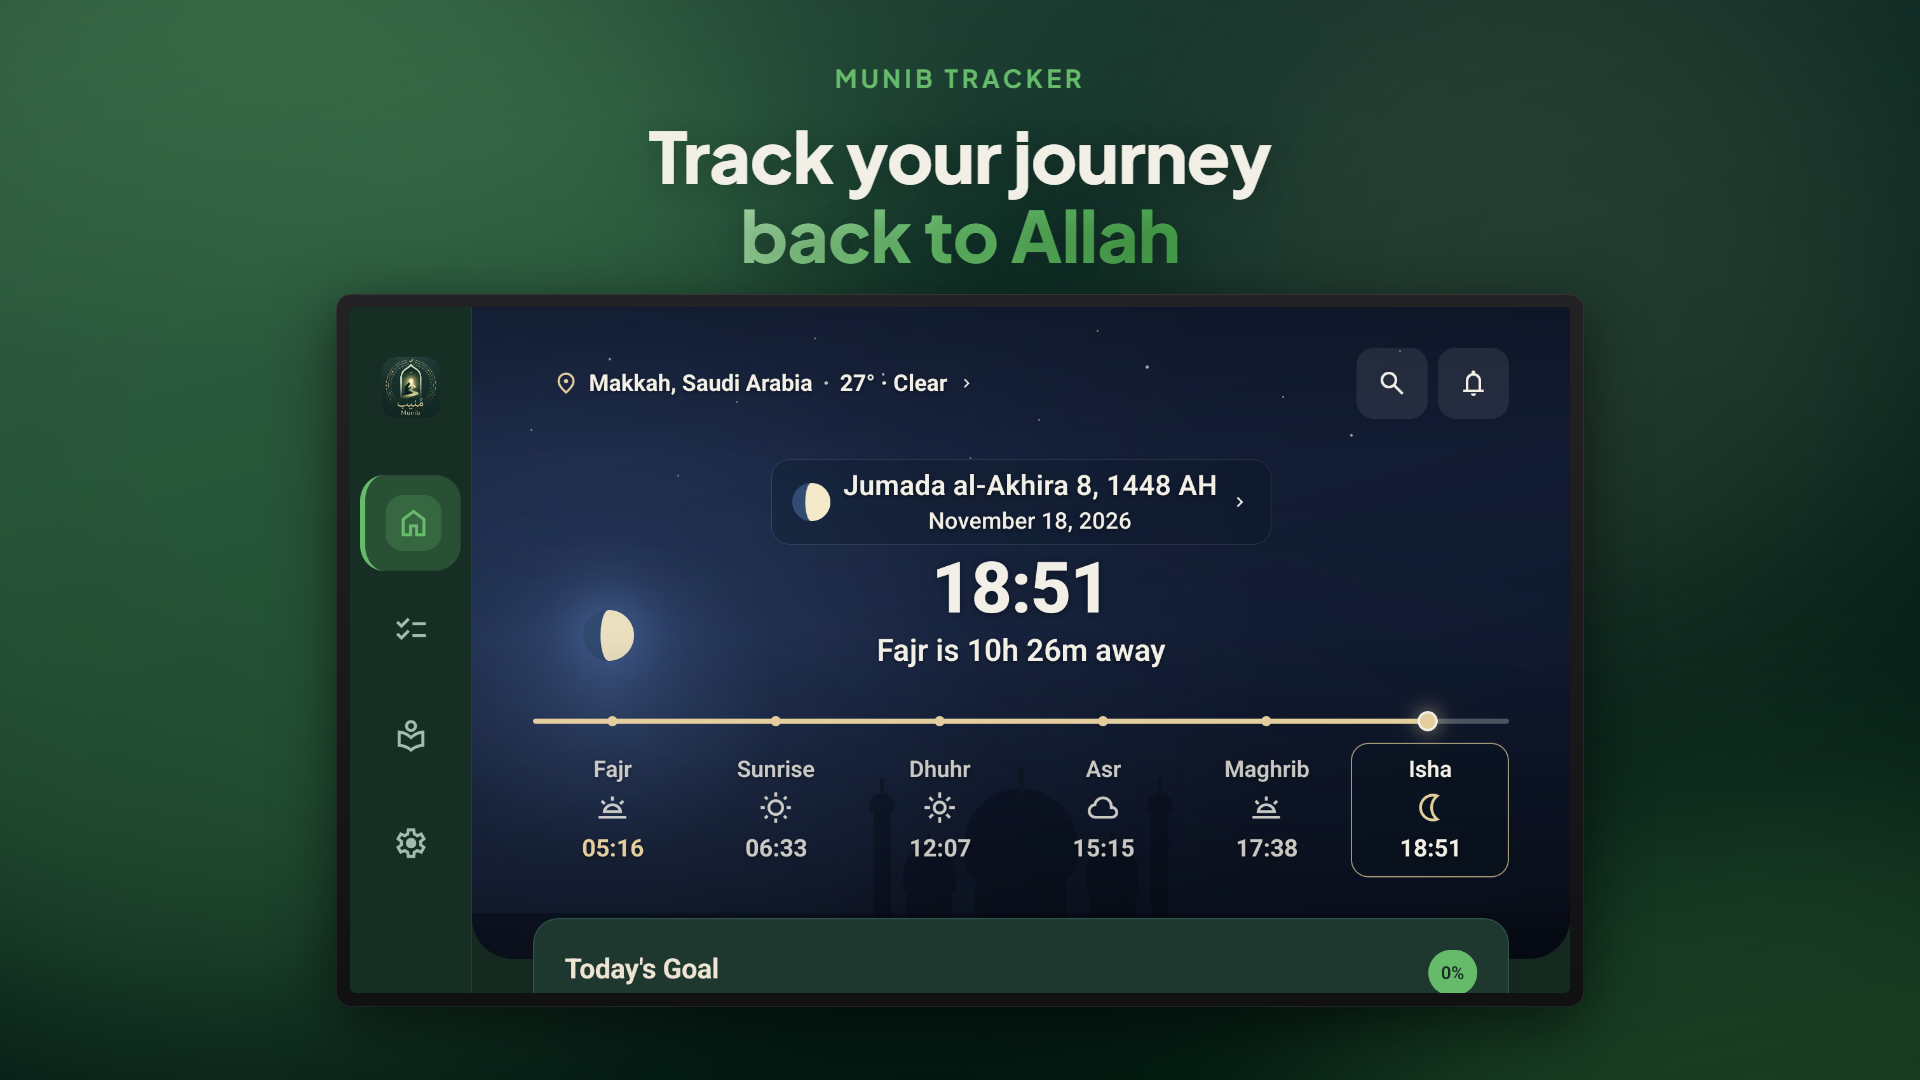 MUNIB TRACKER
Track your journey
back to Allah
مُنيب
Munib
Makkah, Saudi Arabia · 27° · Clear
Jumada al-Akhira 8, 1448 AH
November 18, 2026
18:51
Fajr is 10h 26m away
Fajr Sunrise Dhuhr Asr Maghrib Isha
05:16 06:33 12:07 15:15 17:38 18:51
Today's Goal 0%